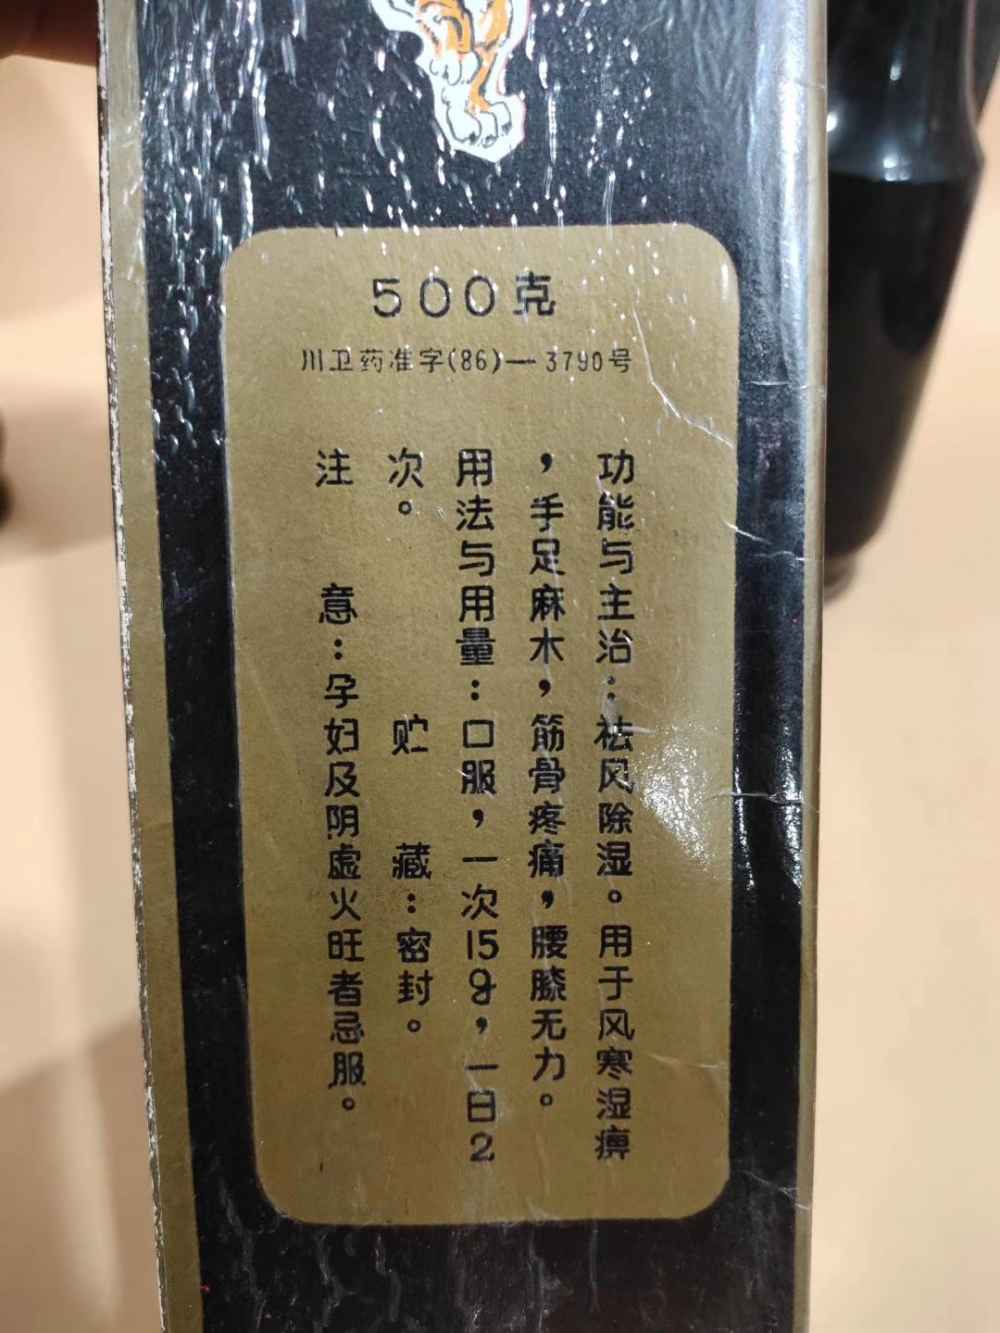 500克
川卫药准字(86)—3790号
功能与主治：祛风除湿。用于风寒湿痹
，手足麻木，筋骨疼痛，腰膝无力。
用法与用量：口服，一次15g，一日2
次。 贮 藏：密封。
注 意：孕妇及阴虚火旺者忌服。